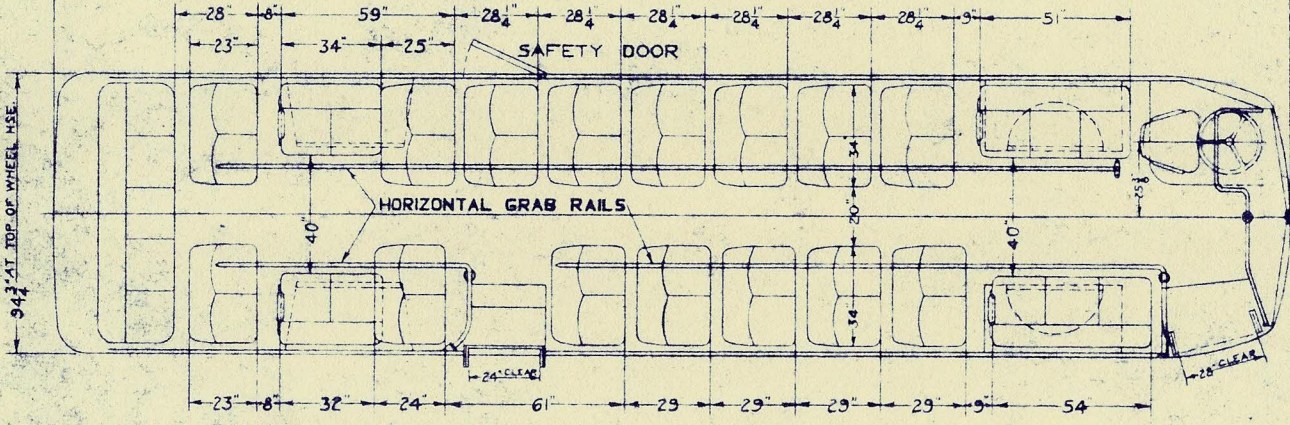 28" 8" 59" 28¼" 28¼" 28¼" 28¼" 28¼" 28¼" 9" 51"
23" 34" 25"
SAFETY DOOR
94¾" AT TOP OF WHEEL HSE.
34"
25⅛"
HORIZONTAL GRAB RAILS
20"
40"
40"
34"
24" CLEAR
28" CLEAR
23" 8" 32" 24" 61" 29" 29" 29" 29" 9" 54"